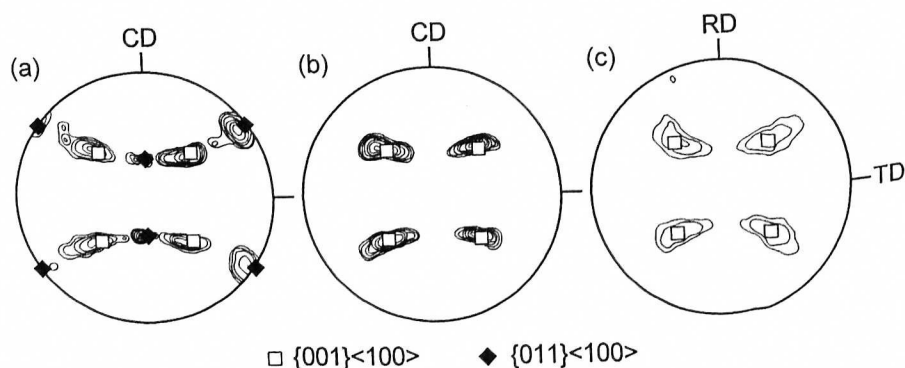 CD
CD
RD
(a)
(b)
(c)
TD
□ {001}<100> ◆ {011}<100>